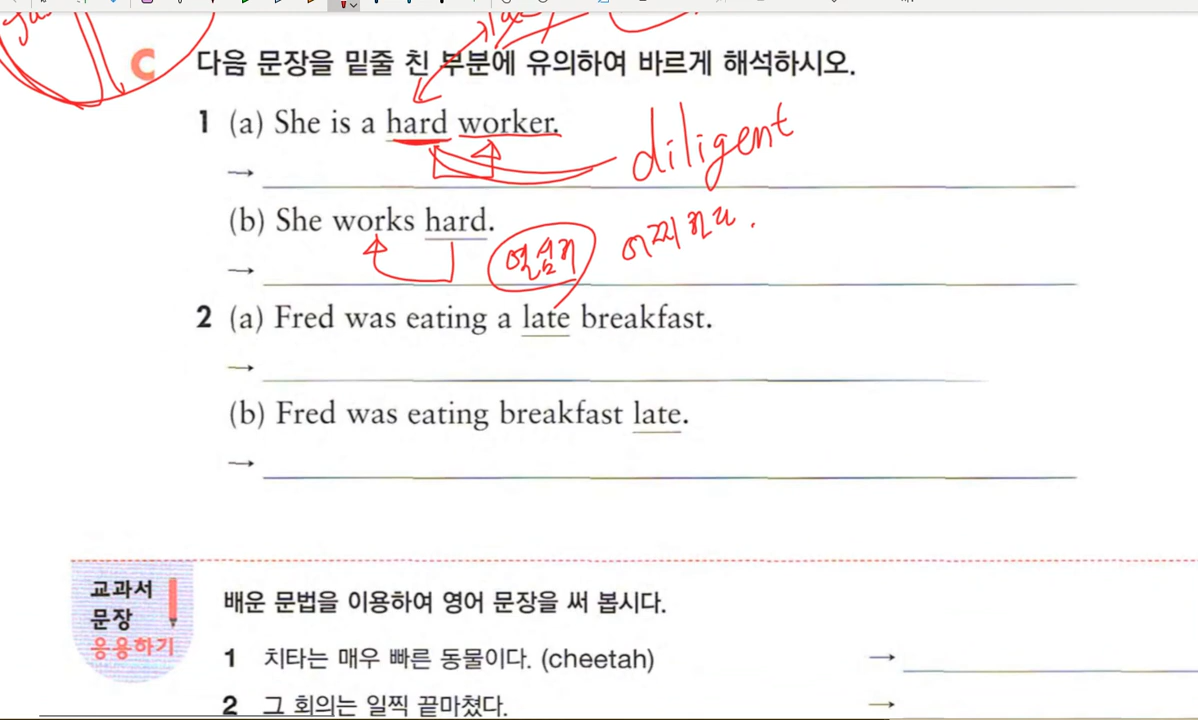 C 다음 문장을 밑줄 친 부분에 유의하여 바르게 해석하시오.
1 (a) She is a hard worker.
diligent
→
(b) She works hard.
열심히
→
2 (a) Fred was eating a late breakfast.
→
(b) Fred was eating breakfast late.
→
교과서
문장
응용하기
배운 문법을 이용하여 영어 문장을 써 봅시다.
1 치타는 매우 빠른 동물이다. (cheetah) →
2 그 회의는 일찍 끝마쳤다. →